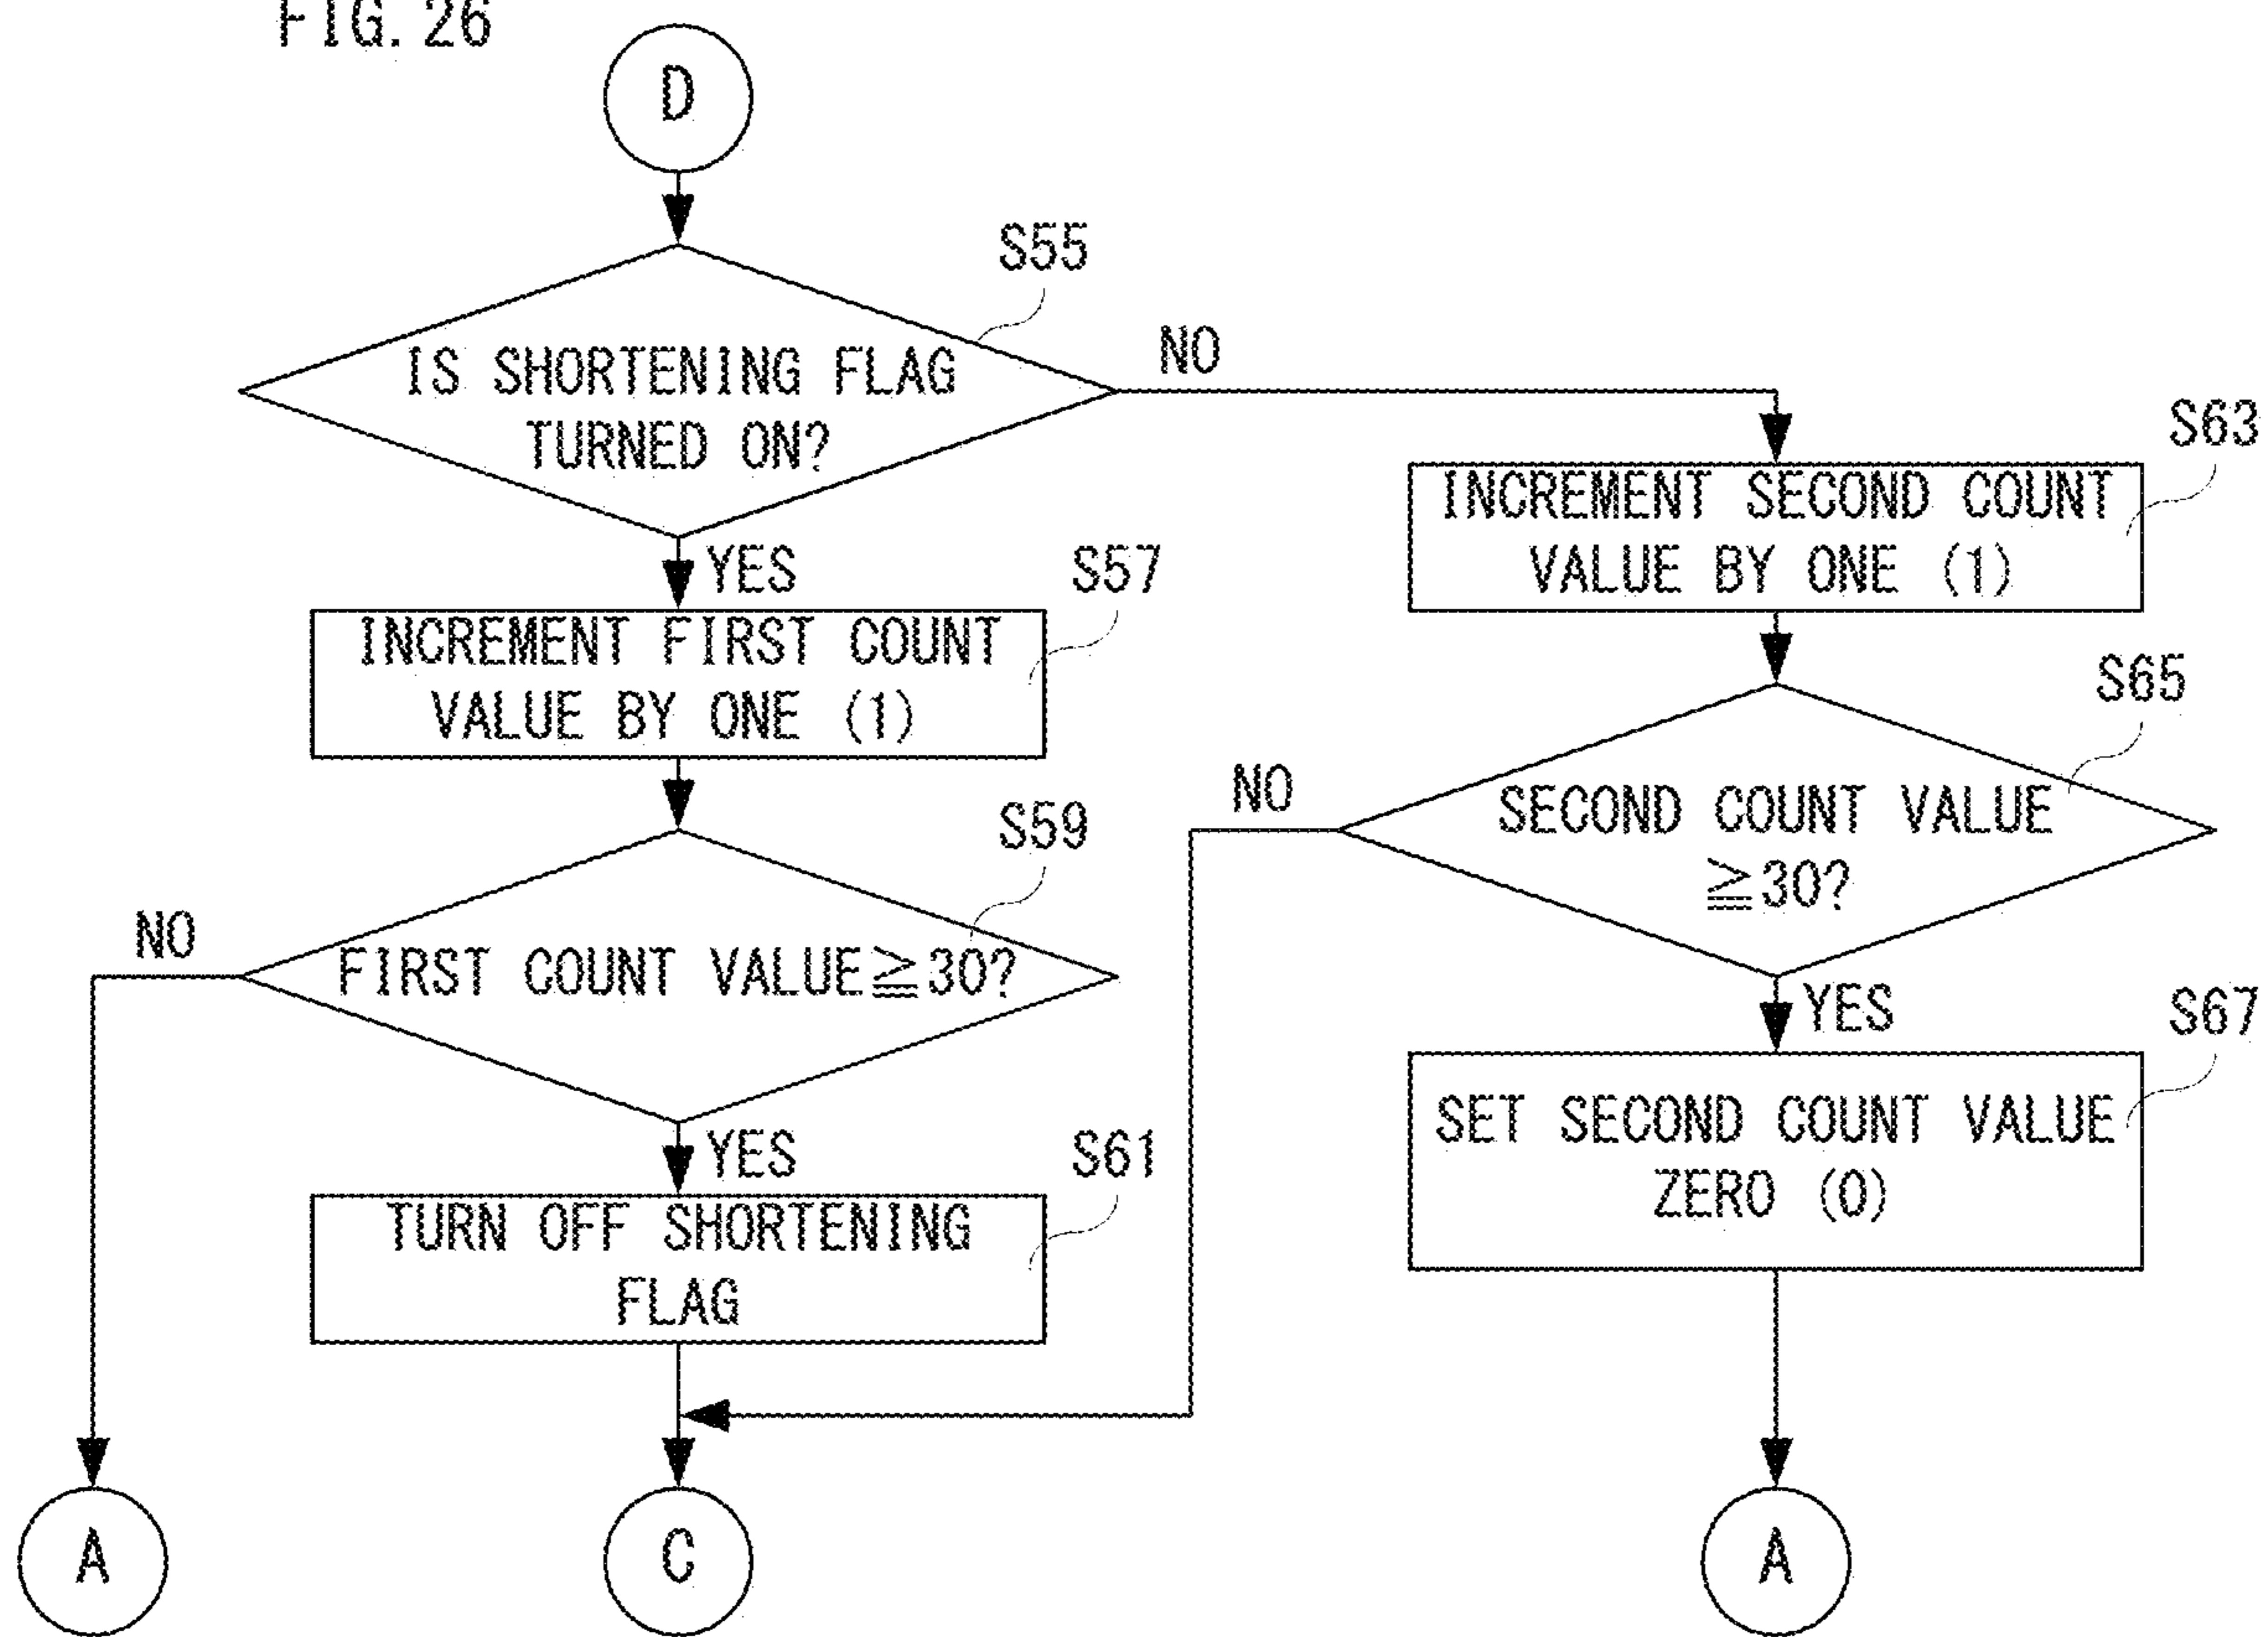 FIG. 26
D
S55
IS SHORTENING FLAG
TURNED ON?
NO
YES
S57
INCREMENT FIRST COUNT
VALUE BY ONE (1)
S59
FIRST COUNT VALUE≧30?
NO
YES
S61
TURN OFF SHORTENING
FLAG
S63
INCREMENT SECOND COUNT
VALUE BY ONE (1)
S65
SECOND COUNT VALUE
≧30?
NO
YES
S67
SET SECOND COUNT VALUE
ZERO (0)
A
C
A